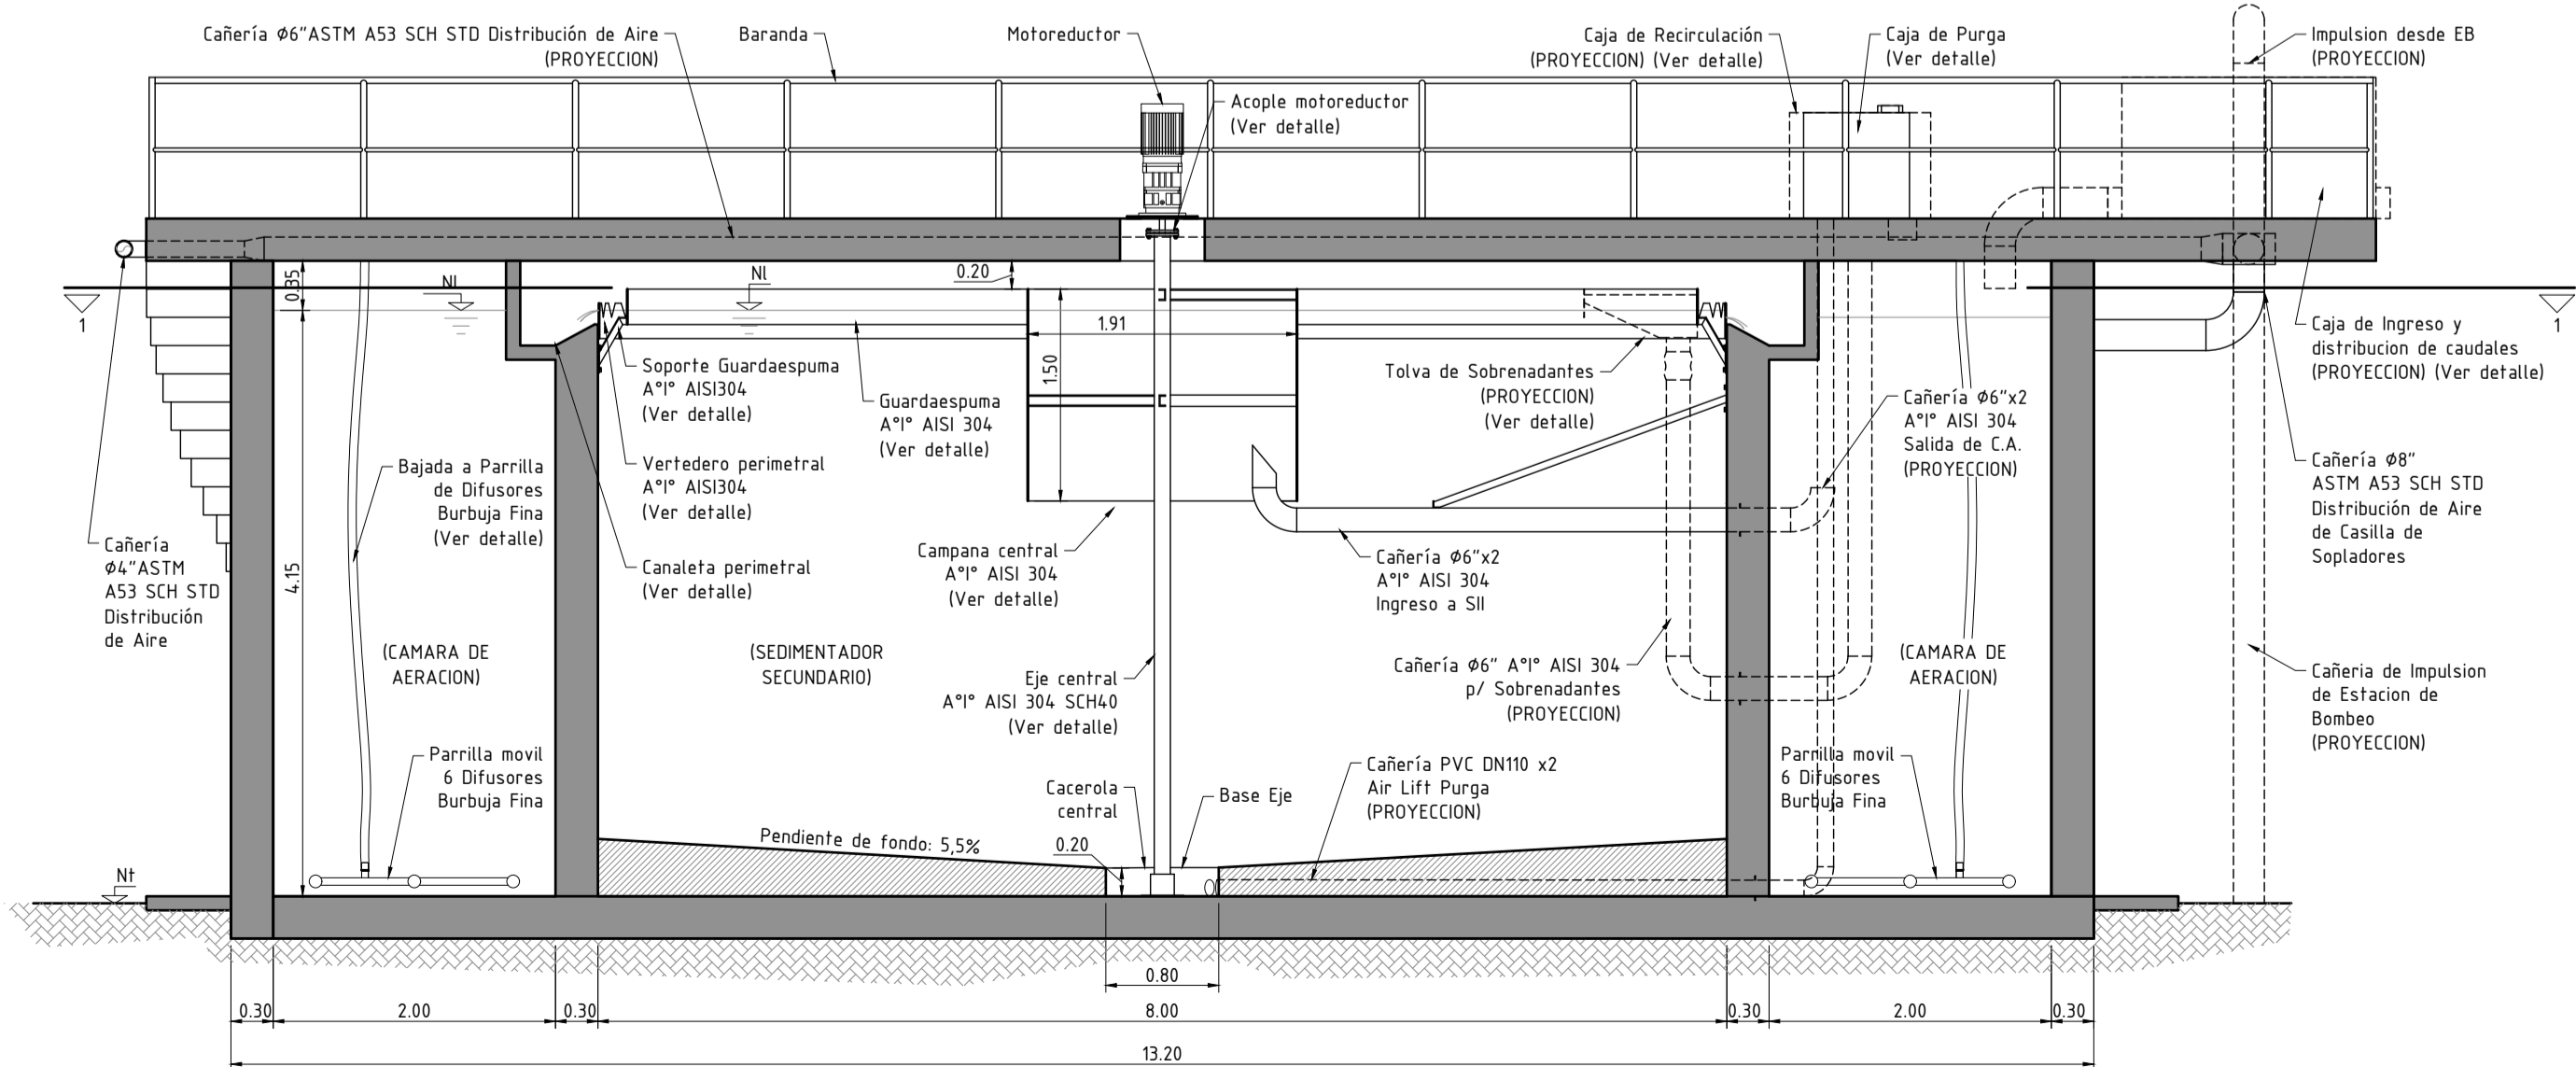 Cañería Ø6"ASTM A53 SCH STD Distribución de Aire
(PROYECCION)
Baranda
Motoreductor
Acople motoreductor
(Ver detalle)
Caja de Recirculación
(PROYECCION) (Ver detalle)
Caja de Purga
(Ver detalle)
Impulsion desde EB
(PROYECCION)
0.35
Nl
Nl
0.20
1
1
1.91
1.50
Soporte Guardaespuma
A°I° AISI304
(Ver detalle)
Guardaespuma
A°I° AISI 304
(Ver detalle)
Vertedero perimetral
A°I° AISI304
(Ver detalle)
Canaleta perimetral
(Ver detalle)
Tolva de Sobrenadantes
(PROYECCION)
(Ver detalle)
Cañería Ø6"x2
A°I° AISI 304
Salida de C.A.
(PROYECCION)
Caja de Ingreso y
distribucion de caudales
(PROYECCION) (Ver detalle)
Cañería Ø8"
ASTM A53 SCH STD
Distribución de Aire
de Casilla de
Sopladores
Bajada a Parrilla
de Difusores
Burbuja Fina
(Ver detalle)
Cañería
Ø4"ASTM
A53 SCH STD
Distribución
de Aire
4.15
Campana central
A°I° AISI 304
(Ver detalle)
Cañería Ø6"x2
A°I° AISI 304
Ingreso a SII
(CAMARA DE
AERACION)
(SEDIMENTADOR
SECUNDARIO)
Eje central
A°I° AISI 304 SCH40
(Ver detalle)
Cañería Ø6" A°I° AISI 304
p/ Sobrenadantes
(PROYECCION)
(CAMARA DE
AERACION)
Cañeria de Impulsion
de Estacion de
Bombeo
(PROYECCION)
Parrilla movil
6 Difusores
Burbuja Fina
Cacerola
central
Base Eje
Cañería PVC DN110 x2
Air Lift Purga
(PROYECCION)
Parrilla movil
6 Difusores
Burbuja Fina
Pendiente de fondo: 5,5%
0.20
Nt
0.80
0.30
2.00
0.30
8.00
0.30
2.00
0.30
13.20